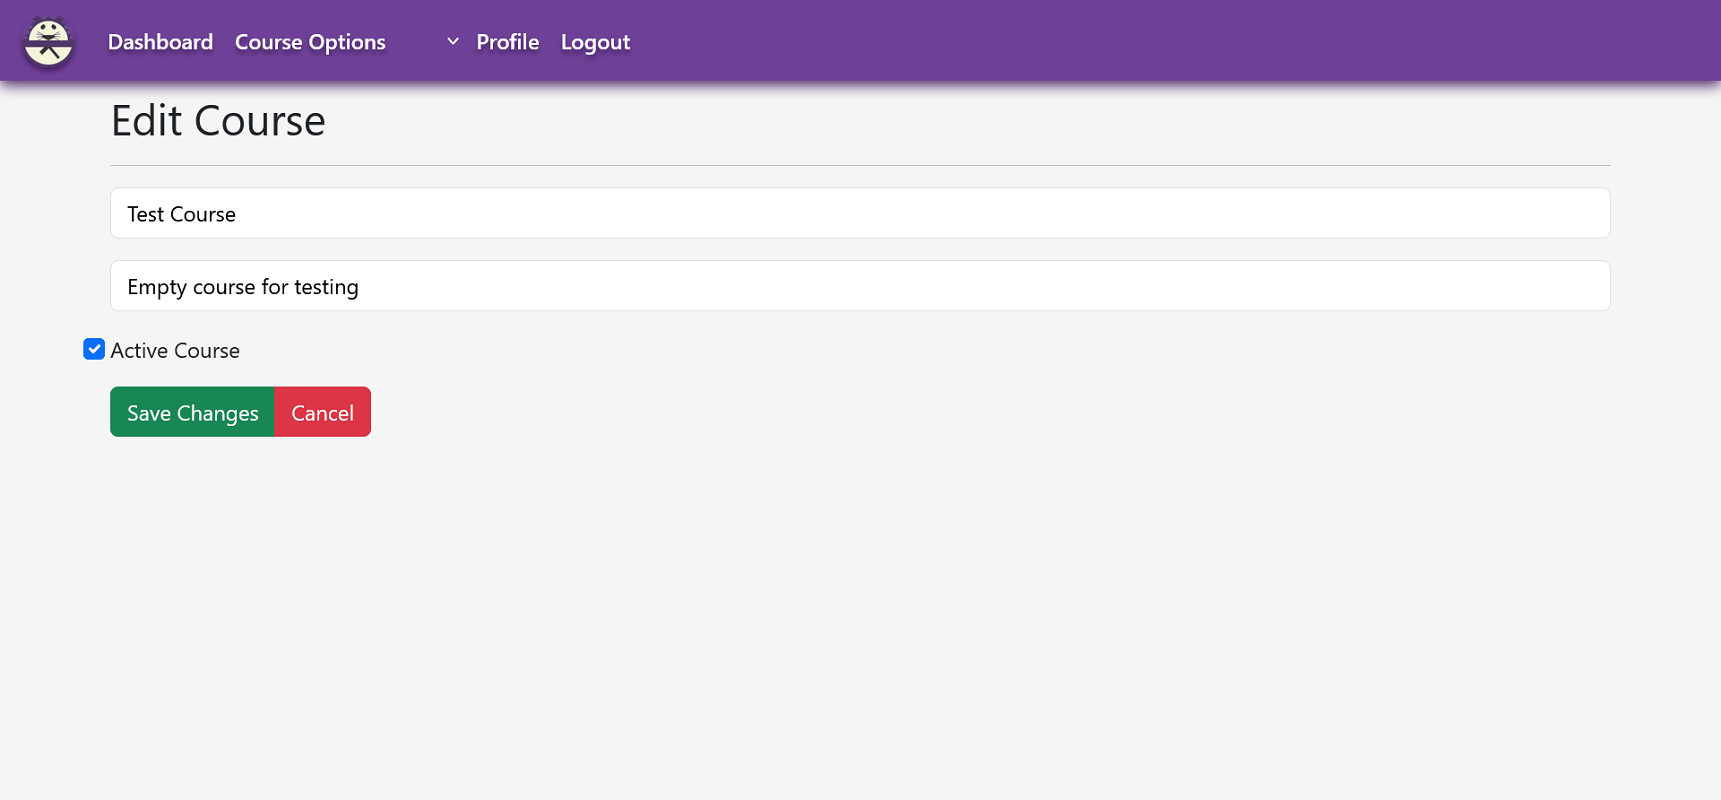 Dashboard Course Options Profile Logout
Edit Course
Test Course
Empty course for testing
Active Course
Save Changes Cancel